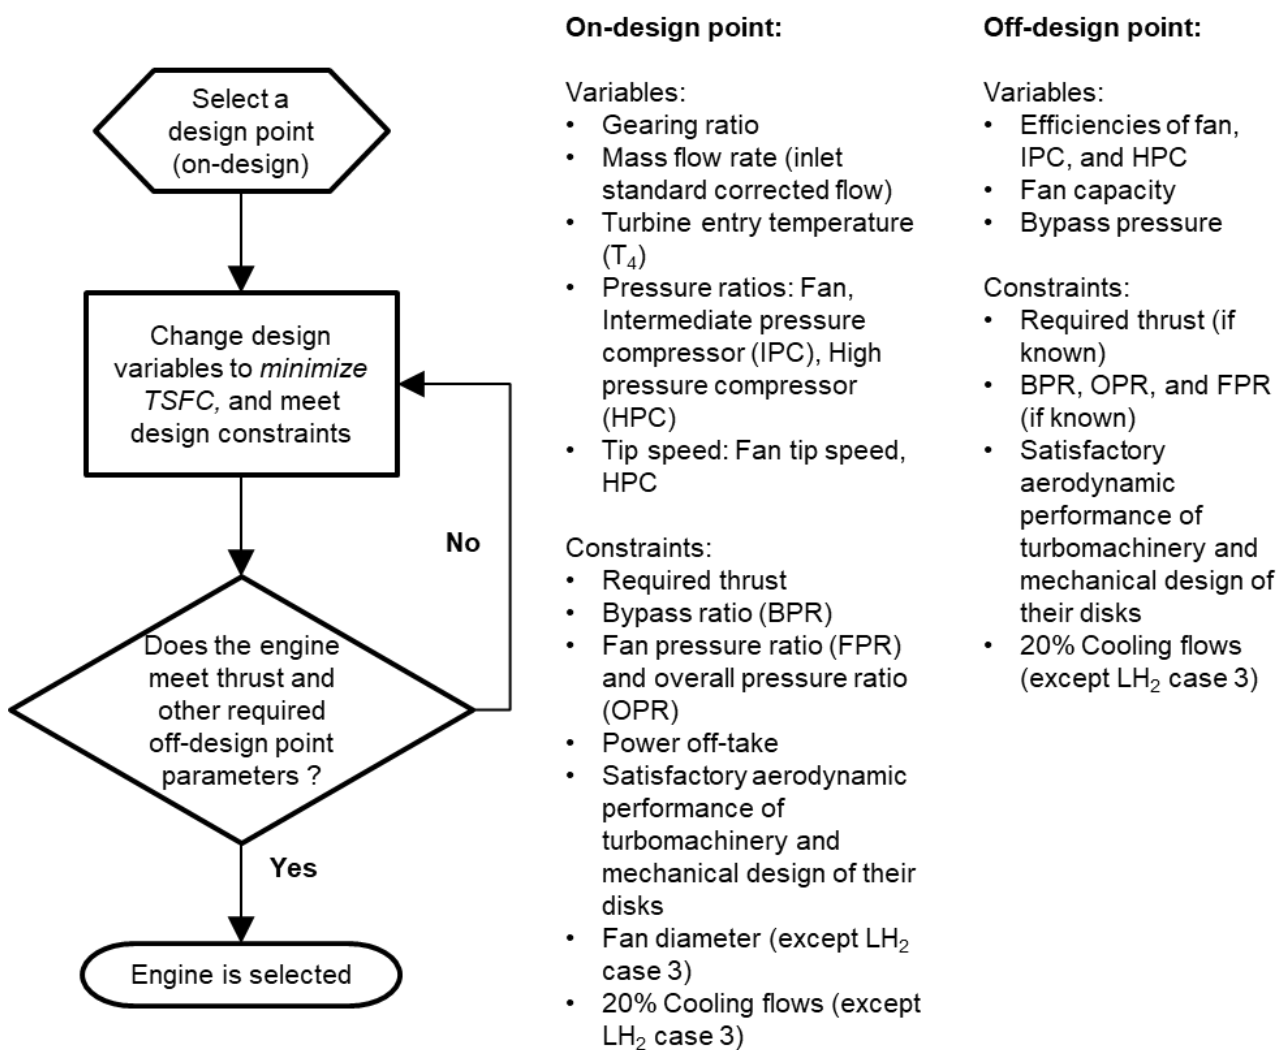 Select a
design point
(on-design)
Change design
variables to minimize
TSFC, and meet
design constraints
No
Does the engine
meet thrust and
other required
off-design point
parameters ?
Yes
Engine is selected
On-design point:
Variables:
• Gearing ratio
• Mass flow rate (inlet
standard corrected flow)
• Turbine entry temperature
(T₄)
• Pressure ratios: Fan,
Intermediate pressure
compressor (IPC), High
pressure compressor
(HPC)
• Tip speed: Fan tip speed,
HPC
Constraints:
• Required thrust
• Bypass ratio (BPR)
• Fan pressure ratio (FPR)
and overall pressure ratio
(OPR)
• Power off-take
• Satisfactory aerodynamic
performance of
turbomachinery and
mechanical design of their
disks
• Fan diameter (except LH₂
case 3)
• 20% Cooling flows (except
LH₂ case 3)
Off-design point:
Variables:
• Efficiencies of fan,
IPC, and HPC
• Fan capacity
• Bypass pressure
Constraints:
• Required thrust (if
known)
• BPR, OPR, and FPR
(if known)
• Satisfactory
aerodynamic
performance of
turbomachinery and
mechanical design of
their disks
• 20% Cooling flows
(except LH₂ case 3)